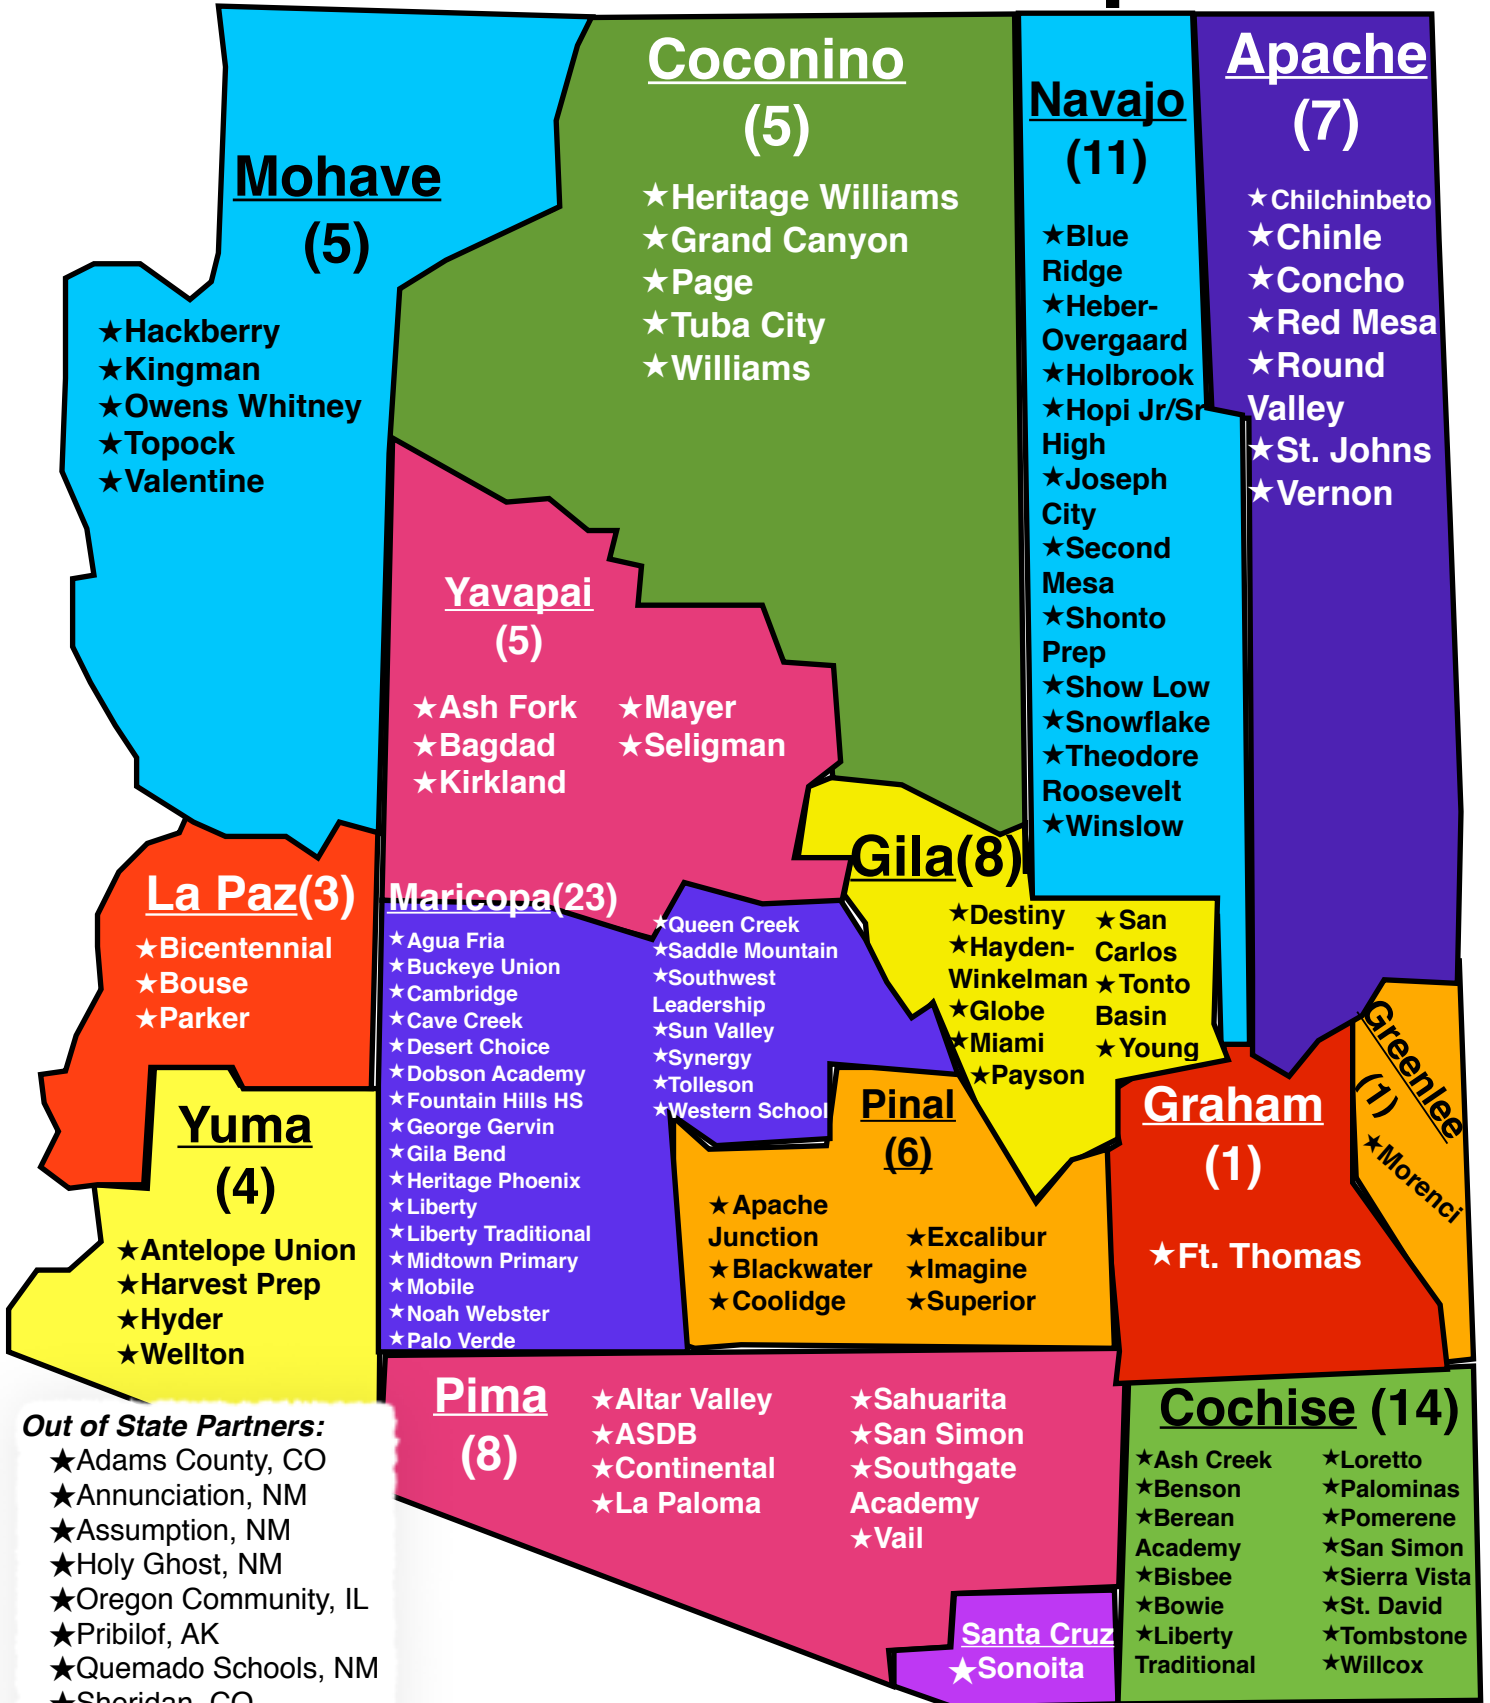 Mohave
(5)
★Hackberry
★Kingman
★Owens Whitney
★Topock
★Valentine
Coconino
(5)
★Heritage Williams
★Grand Canyon
★Page
★Tuba City
★Williams
Navajo
(11)
★Blue
Ridge
★Heber-
Overgaard
★Holbrook
★Hopi Jr/Sr
High
★Joseph
City
★Second
Mesa
★Shonto
Prep
★Show Low
★Snowflake
★Theodore
Roosevelt
★Winslow
Apache
(7)
★Chilchinbeto
★Chinle
★Concho
★Red Mesa
★Round
Valley
★St. Johns
★Vernon
Yavapai
(5)
★Ash Fork
★Bagdad
★Kirkland
★Mayer
★Seligman
La Paz(3)
★Bicentennial
★Bouse
★Parker
Maricopa(23)
★Agua Fria
★Buckeye Union
★Cambridge
★Cave Creek
★Desert Choice
★Dobson Academy
★Fountain Hills HS
★George Gervin
★Gila Bend
★Heritage Phoenix
★Liberty
★Liberty Traditional
★Midtown Primary
★Mobile
★Noah Webster
★Palo Verde
★Queen Creek
★Saddle Mountain
★Southwest
Leadership
★Sun Valley
★Synergy
★Tolleson
★Western School
Gila(8)
★Destiny
★Hayden-
Winkelman
★Globe
★Miami
★Payson
★San
Carlos
★Tonto
Basin
★Young
Greenlee
(1)
★Morenci
Yuma
(4)
★Antelope Union
★Harvest Prep
★Hyder
★Wellton
Pinal
(6)
★Apache
Junction
★Blackwater
★Coolidge
★Excalibur
★Imagine
★Superior
Graham
(1)
★Ft. Thomas
Pima
(8)
★Altar Valley
★ASDB
★Continental
★La Paloma
★Sahuarita
★San Simon
★Southgate
Academy
★Vail
Cochise (14)
★Ash Creek
★Benson
★Berean
Academy
★Bisbee
★Bowie
★Liberty
Traditional
★Loretto
★Palominas
★Pomerene
★San Simon
★Sierra Vista
★St. David
★Tombstone
★Willcox
Santa Cruz
★Sonoita
Out of State Partners:
★Adams County, CO
★Annunciation, NM
★Assumption, NM
★Holy Ghost, NM
★Oregon Community, IL
★Pribilof, AK
★Quemado Schools, NM
★Sheridan, CO